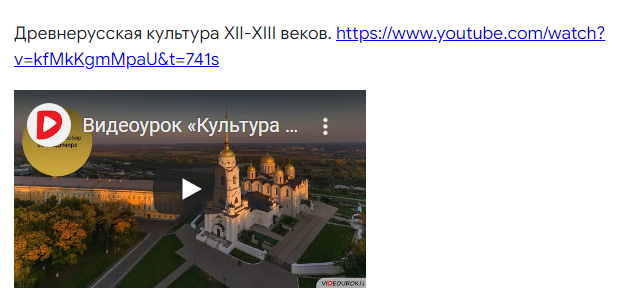 Древнерусская культура XII-XIII веков. https://www.youtube.com/watch?
v=kfMkKgmMpaU&t=741s
Видеоурок «Культура ...
VIDEOUROKI